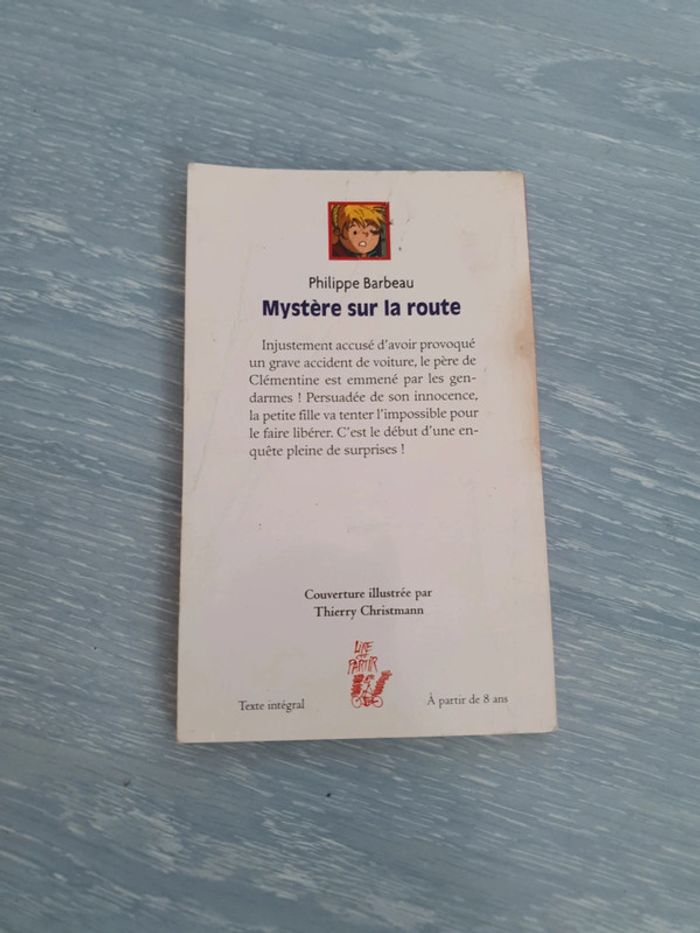 Philippe Barbeau
Mystère sur la route
Injustement accusé d'avoir provoqué
un grave accident de voiture, le père de
Clémentine est emmené par les gen-
darmes ! Persuadée de son innocence,
la petite fille va tenter l'impossible pour
le faire libérer. C'est le début d'une en-
quête pleine de surprises !
Couverture illustrée par
Thierry Christmann
LIRE
C'EST
PARTIR
Texte intégral
À partir de 8 ans